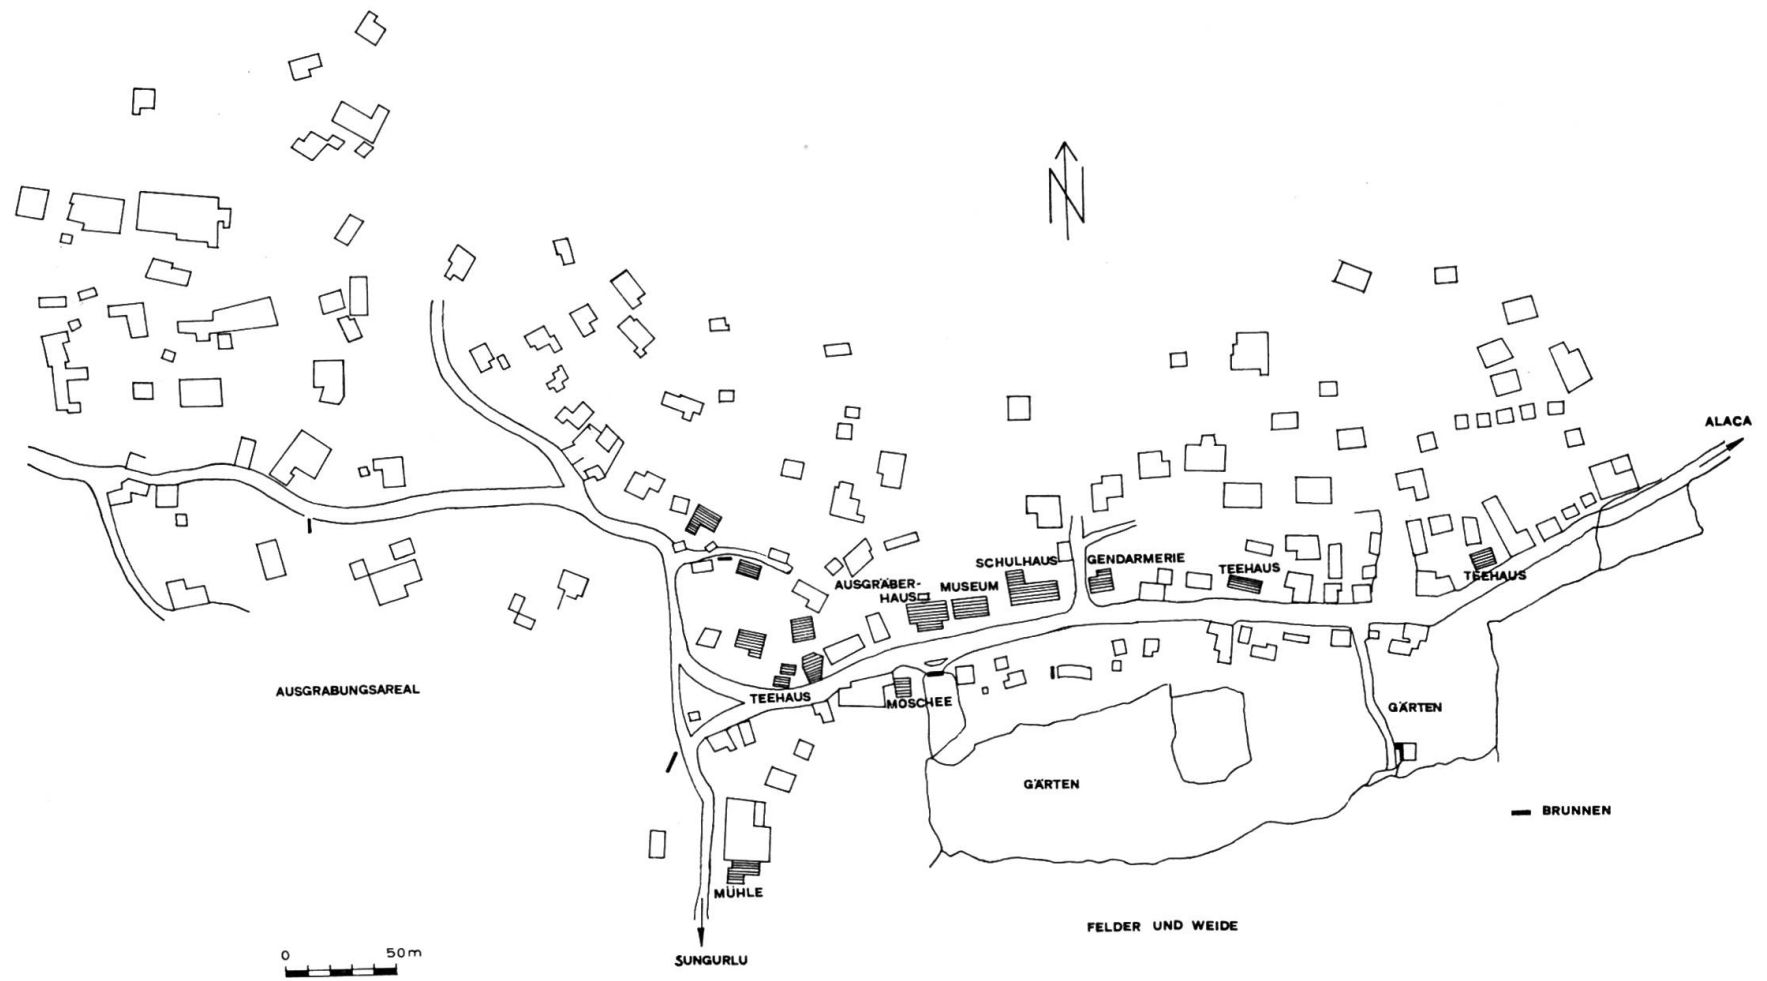 N
ALACA
SCHULHAUS
GENDARMERIE
TEEHAUS
TEEHAUS
AUSGRÄBER-
HAUS
MUSEUM
AUSGRABUNGSAREAL
TEEHAUS
MOSCHEE
GÄRTEN
GÄRTEN
BRUNNEN
MÜHLE
FELDER UND WEIDE
0 50 m
SUNGURLU